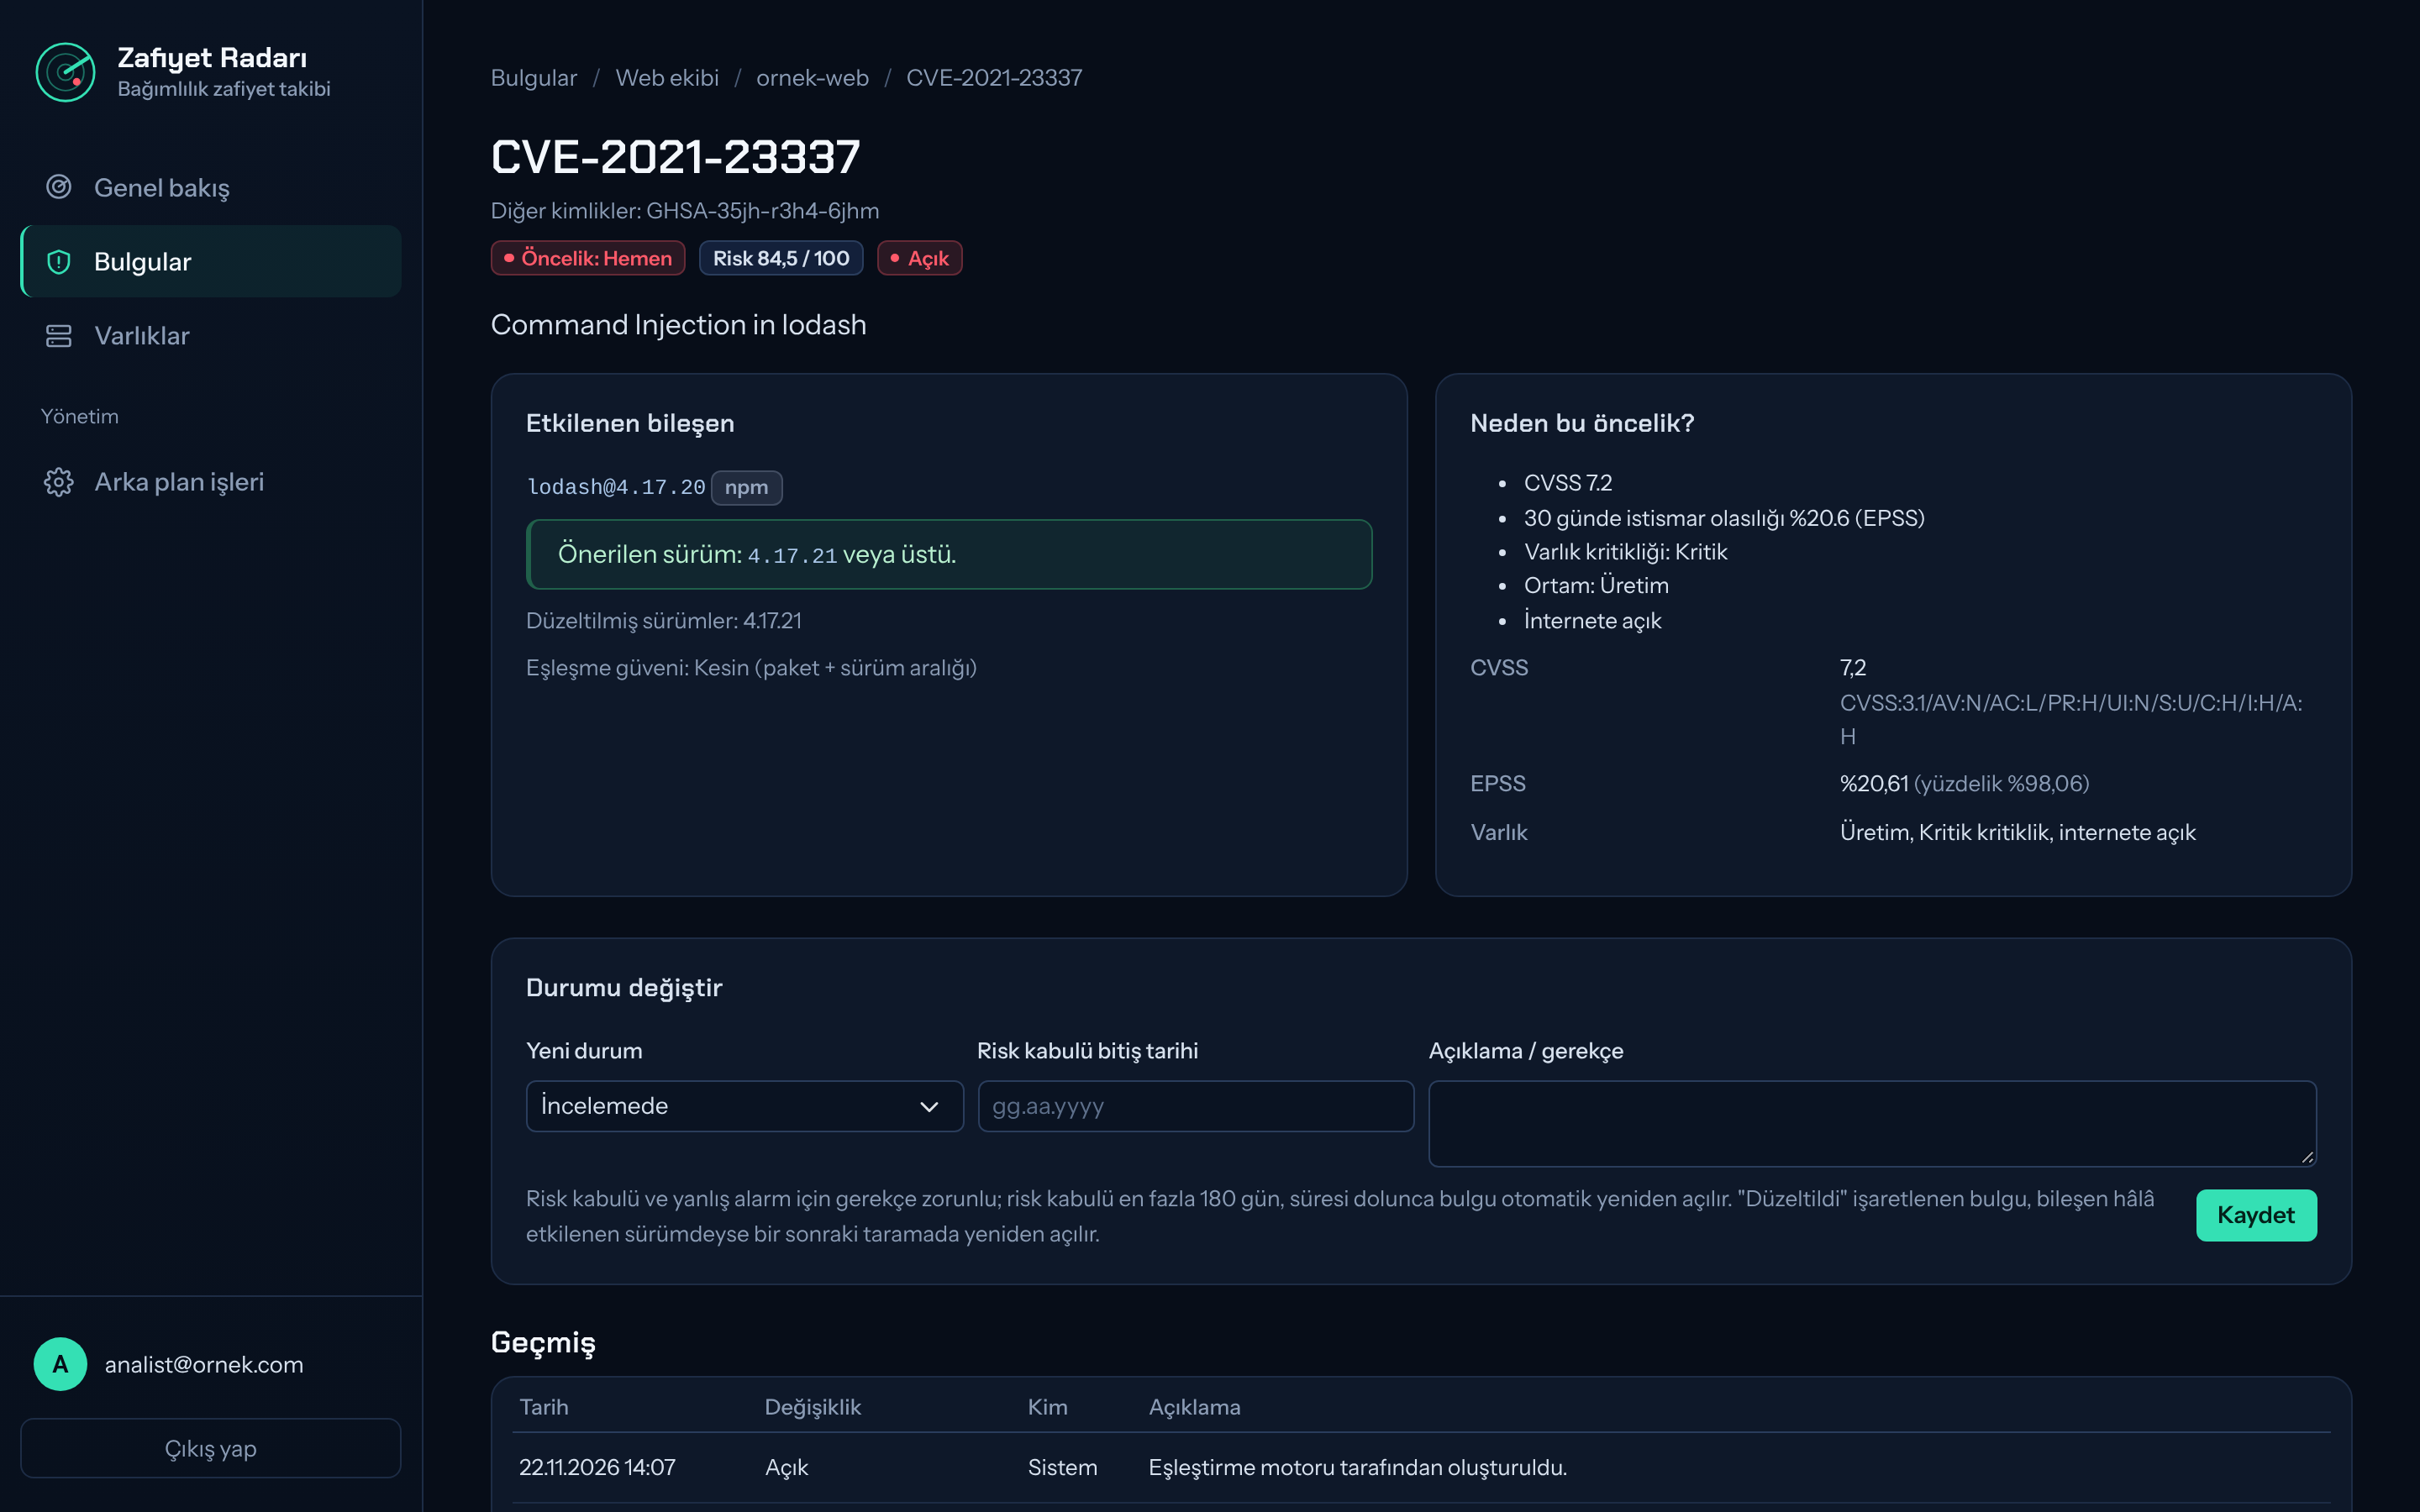 Zafiyet Radarı
Bağımlılık zafiyet takibi
Genel bakış
Bulgular
Varlıklar
Yönetim
Arka plan işleri
A
analist@ornek.com
Çıkış yap
Bulgular / Web ekibi / ornek-web / CVE-2021-23337
CVE-2021-23337
Diğer kimlikler: GHSA-35jh-r3h4-6jhm
Öncelik: Hemen Risk 84,5 / 100 Açık
Command Injection in lodash
Etkilenen bileşen
lodash@4.17.20 npm
Önerilen sürüm: 4.17.21 veya üstü.
Düzeltilmiş sürümler: 4.17.21
Eşleşme güveni: Kesin (paket + sürüm aralığı)
Neden bu öncelik?
• CVSS 7.2
• 30 günde istismar olasılığı %20.6 (EPSS)
• Varlık kritikliği: Kritik
• Ortam: Üretim
• İnternete açık
CVSS 7,2
CVSS:3.1/AV:N/AC:L/PR:H/UI:N/S:U/C:H/I:H/A:
H
EPSS %20,61 (yüzdelik %98,06)
Varlık Üretim, Kritik kritiklik, internete açık
Durumu değiştir
Yeni durum Risk kabulü bitiş tarihi Açıklama / gerekçe
İncelemede gg.aa.yyyy
Risk kabulü ve yanlış alarm için gerekçe zorunlu; risk kabulü en fazla 180 gün, süresi dolunca bulgu otomatik yeniden açılır. "Düzeltildi" işaretlenen bulgu, bileşen hâlâ
etkilenen sürümdeyse bir sonraki taramada yeniden açılır.
Kaydet
Geçmiş
Tarih Değişiklik Kim Açıklama
22.11.2026 14:07 Açık Sistem Eşleştirme motoru tarafından oluşturuldu.